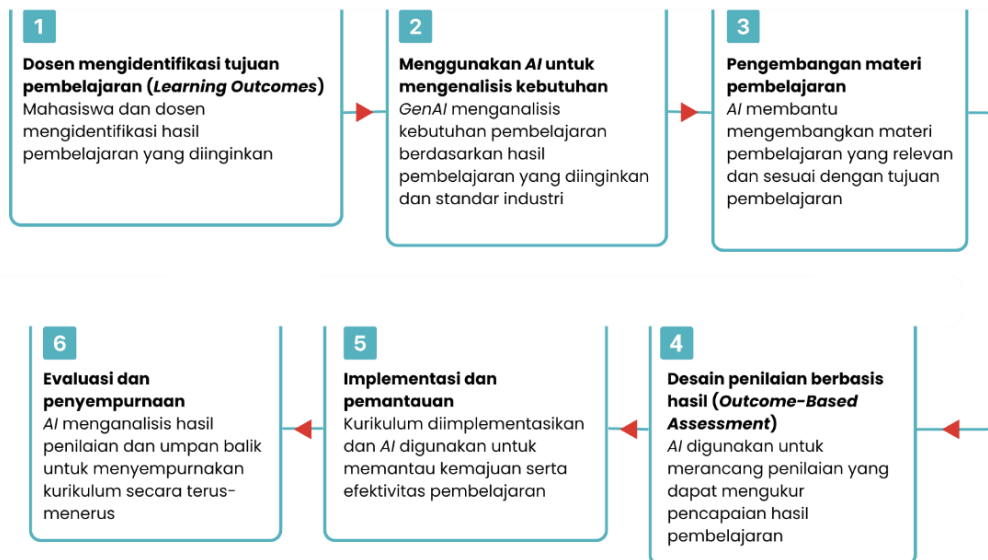 1
Dosen mengidentifikasi tujuan
pembelajaran (Learning Outcomes)
Mahasiswa dan dosen
mengidentifikasi hasil
pembelajaran yang diinginkan
2
Menggunakan AI untuk
mengenalisis kebutuhan
GenAI menganalisis
kebutuhan pembelajaran
berdasarkan hasil
pembelajaran yang diinginkan
dan standar industri
3
Pengembangan materi
pembelajaran
AI membantu
mengembangkan materi
pembelajaran yang relevan
dan sesuai dengan tujuan
pembelajaran
6
Evaluasi dan
penyempurnaan
AI menganalisis hasil
penilaian dan umpan balik
untuk menyempurnakan
kurikulum secara terus-
menerus
5
Implementasi dan
pemantauan
Kurikulum diimplementasikan
dan AI digunakan untuk
memantau kemajuan serta
efektivitas pembelajaran
4
Desain penilaian berbasis
hasil (Outcome-Based
Assessment)
AI digunakan untuk
merancang penilaian yang
dapat mengukur
pencapaian hasil
pembelajaran